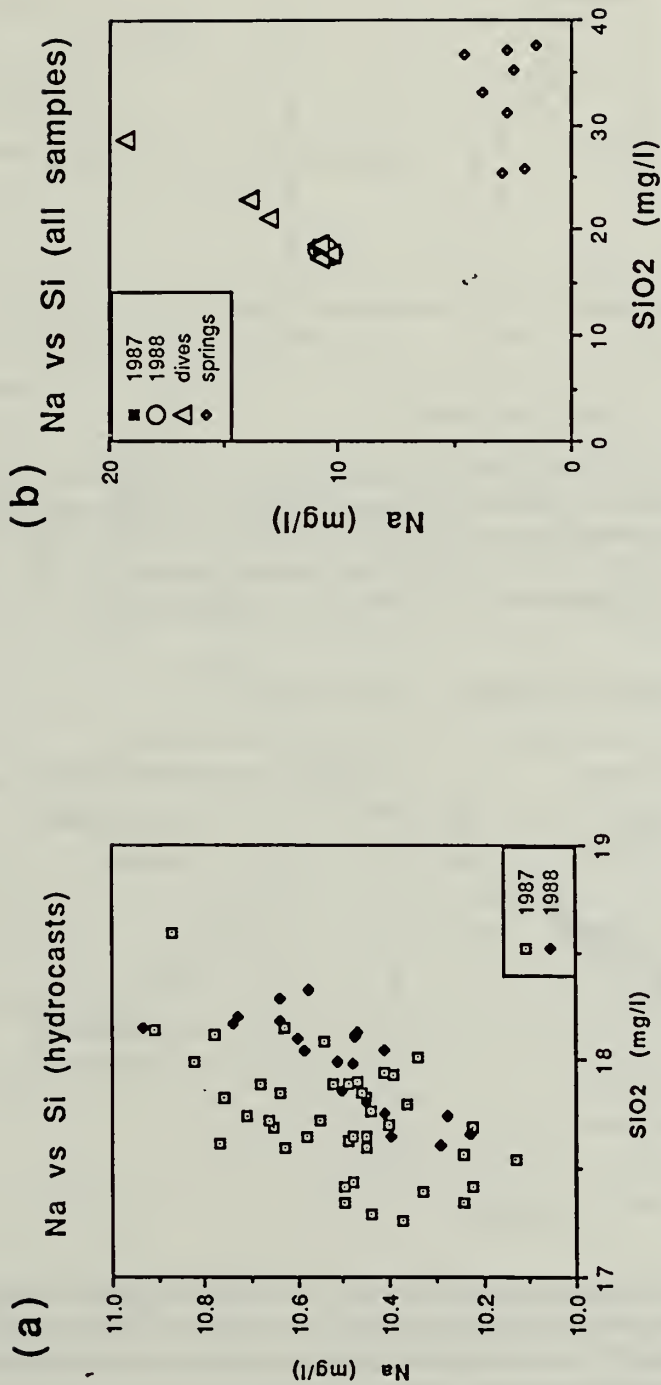 (a) Na vs Si (hydrocasts)
Na (mg/l)
11.0
10.8
10.6
10.4
10.2
10.0
17
18
19
SiO2 (mg/l)
1987
1988
(b) Na vs Si (all samples)
Na (mg/l)
20
10
0
0
10
20
30
40
SiO2 (mg/l)
1987
1988
dives
springs